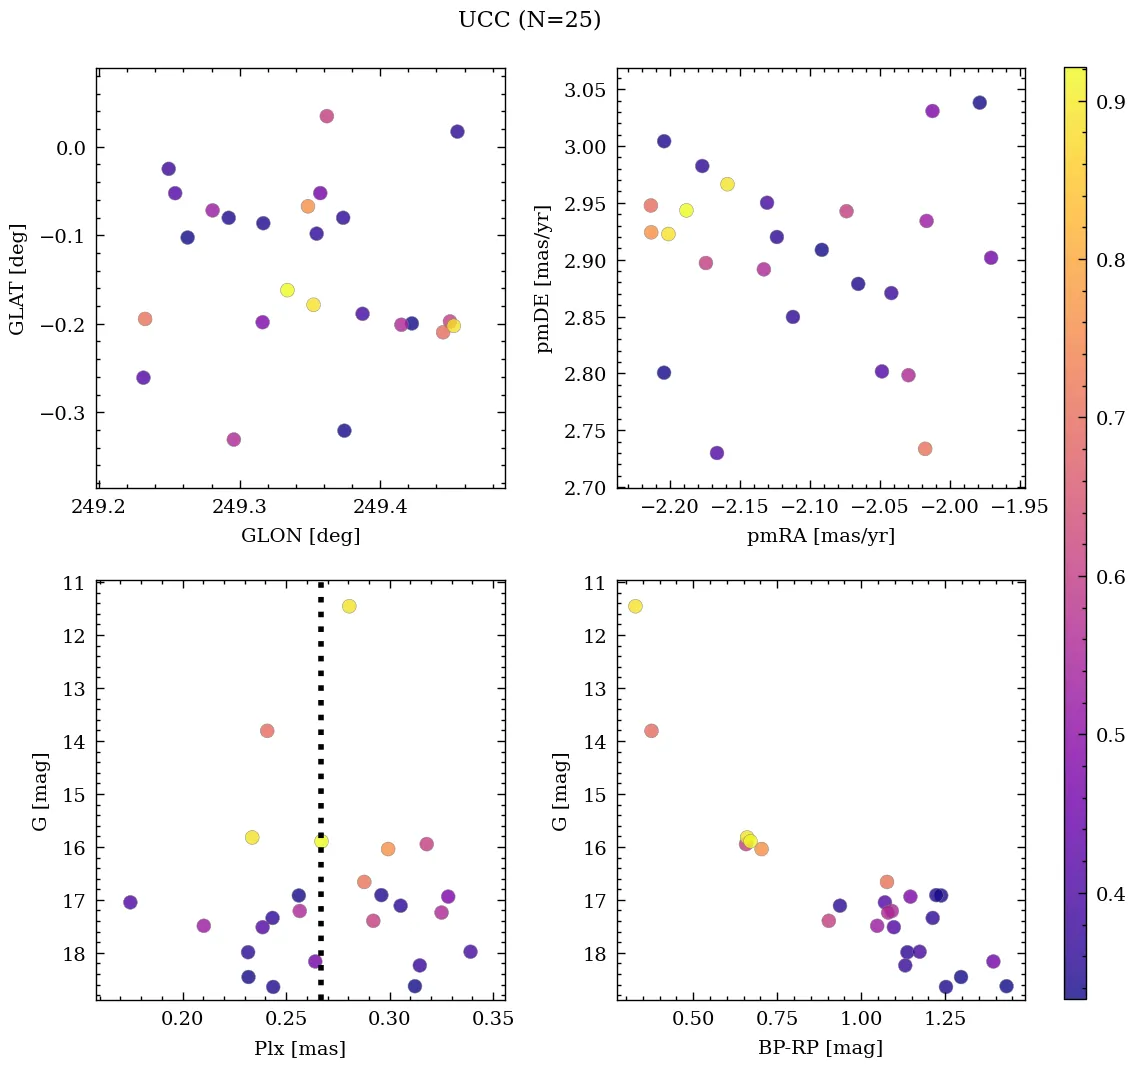 UCC (N=25)
0.0
−0.1
−0.2
−0.3
GLAT [deg]
249.2 249.3 249.4
GLON [deg]
3.05
3.00
2.95
2.90
2.85
2.80
2.75
2.70
pmDE [mas/yr]
−2.20 −2.15 −2.10 −2.05 −2.00 −1.95
pmRA [mas/yr]
11
12
13
14
15
16
17
18
G [mag]
0.20 0.25 0.30 0.35
Plx [mas]
11
12
13
14
15
16
17
18
G [mag]
0.50 0.75 1.00 1.25
BP-RP [mag]
0.9
0.8
0.7
0.6
0.5
0.4